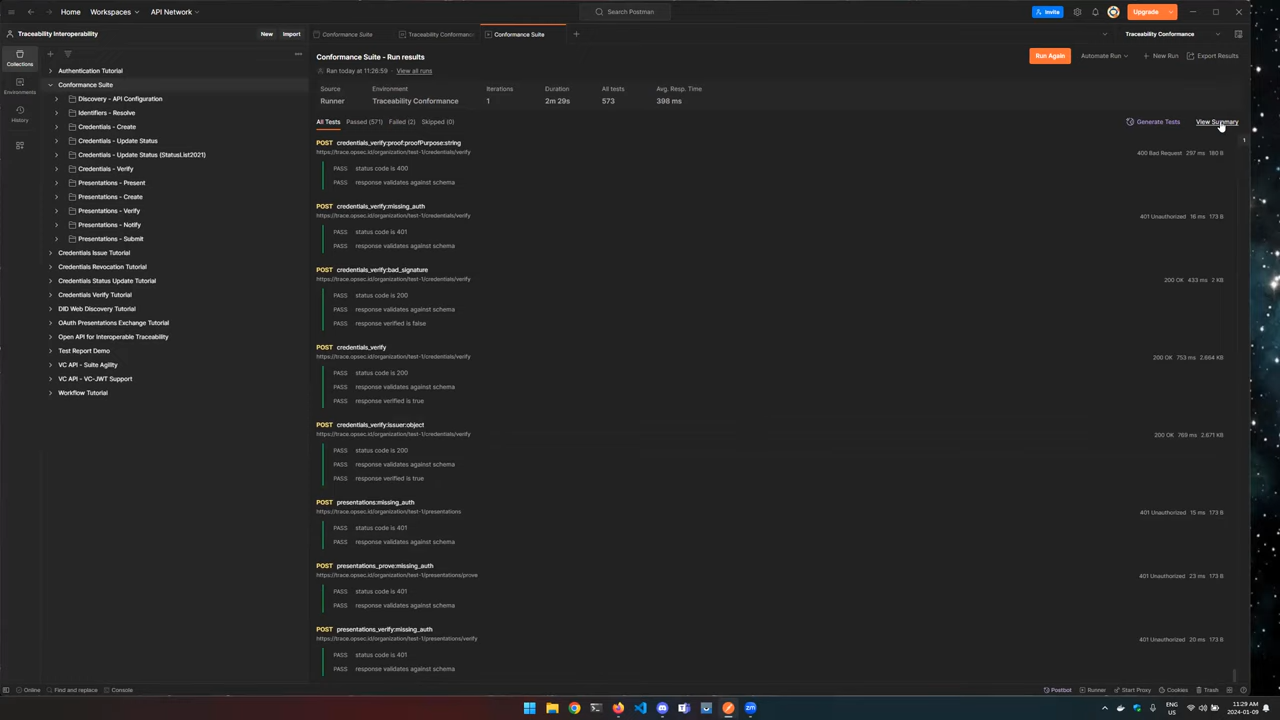 Home Workspaces API Network Search Postman Invite Upgrade
Traceability Interoperability New Import Conformance Suite Traceability Conforman Conformance Suite Traceability Conformance
Collections
Environments
History
Authentication Tutorial
Conformance Suite
Discovery - API Configuration
Identifiers - Resolve
Credentials - Create
Credentials - Update Status
Credentials - Update Status (StatusList2021)
Credentials - Verify
Presentations - Present
Presentations - Create
Presentations - Verify
Presentations - Notify
Presentations - Submit
Credentials Issue Tutorial
Credentials Revocation Tutorial
Credentials Status Update Tutorial
Credentials Verify Tutorial
DID Web Discovery Tutorial
OAuth Presentations Exchange Tutorial
Open API for Interoperable Traceability
Test Report Demo
VC API - Suite Agility
VC API - VC-JWT Support
Workflow Tutorial
Conformance Suite - Run results Run Again Automate Run New Run Export Results
Ran today at 11:26:59 View all runs
Source Environment Iterations Duration All tests Avg. Resp. Time
Runner Traceability Conformance 1 2m 29s 573 398 ms
All Tests Passed (571) Failed (2) Skipped (0) Generate Tests View Summary
1
POST credentials_verify:proof:proofPurpose:string
https://trace.opsec.id/organization/test-1/credentials/verify 400 Bad Request 297 ms 180 B
PASS status code is 400
PASS response validates against schema
POST credentials_verify:missing_auth
https://trace.opsec.id/organization/test-1/credentials/verify 401 Unauthorized 16 ms 173 B
PASS status code is 401
PASS response validates against schema
POST credentials_verify:bad_signature
https://trace.opsec.id/organization/test-1/credentials/verify 200 OK 433 ms 2 KB
PASS status code is 200
PASS response validates against schema
PASS response verified is false
POST credentials_verify
https://trace.opsec.id/organization/test-1/credentials/verify 200 OK 753 ms 2.664 KB
PASS status code is 200
PASS response validates against schema
PASS response verified is true
POST credentials_verify:issuer:object
https://trace.opsec.id/organization/test-1/credentials/verify 200 OK 769 ms 2.671 KB
PASS status code is 200
PASS response validates against schema
PASS response verified is true
POST presentations:missing_auth
https://trace.opsec.id/organization/test-1/presentations 401 Unauthorized 15 ms 173 B
PASS status code is 401
PASS response validates against schema
POST presentations_prove:missing_auth
https://trace.opsec.id/organization/test-1/presentations/prove 401 Unauthorized 23 ms 173 B
PASS status code is 401
PASS response validates against schema
POST presentations_verify:missing_auth
https://trace.opsec.id/organization/test-1/presentations/verify 401 Unauthorized 20 ms 173 B
PASS status code is 401
PASS response validates against schema
Online Find and replace Console Postbot Runner Start Proxy Cookies Trash
ENG 11:29 AM
US 2024-01-09